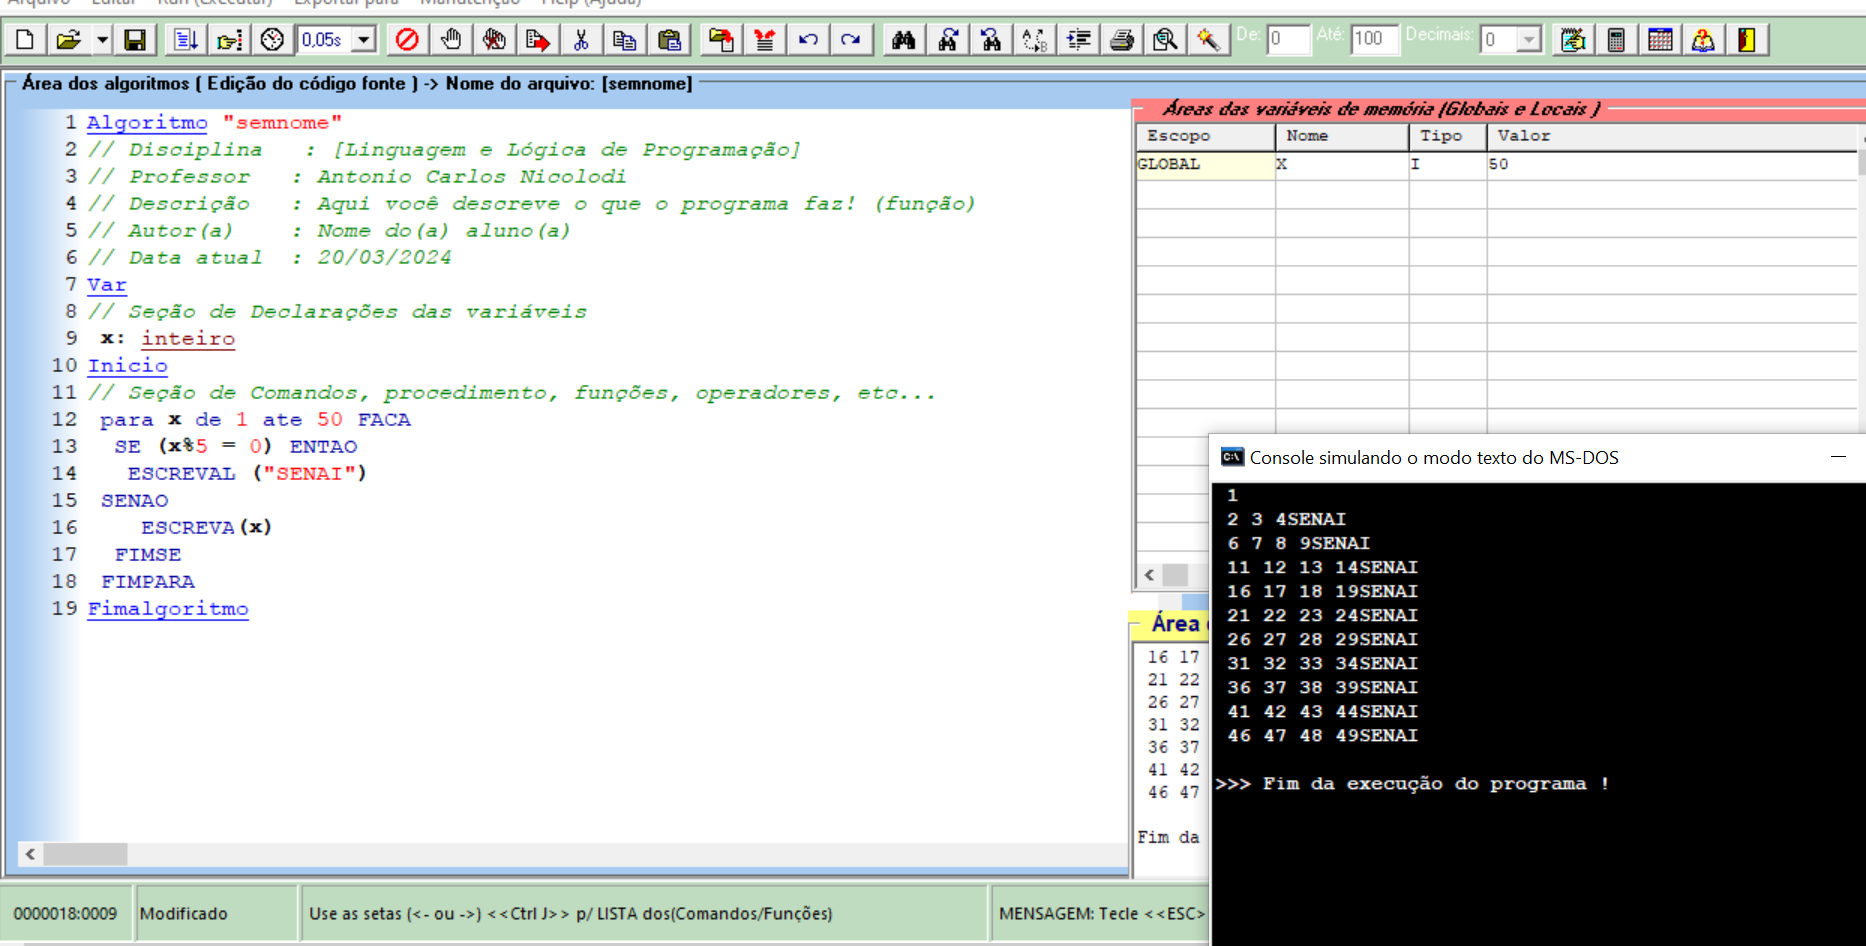 Arquivo Editar Run (Executar) Exportar para Manutenção Help (Ajuda)
0,05s De: 0 Até: 100 Decimais: 0
Área dos algoritmos ( Edição do código fonte ) -> Nome do arquivo: [semnome]
1 Algoritmo "semnome"
2 // Disciplina   : [Linguagem e Lógica de Programação]
3 // Professor   : Antonio Carlos Nicolodi
4 // Descrição   : Aqui você descreve o que o programa faz! (função)
5 // Autor(a)    : Nome do(a) aluno(a)
6 // Data atual  : 20/03/2024
7 Var
8 // Seção de Declarações das variáveis
9  x: inteiro
10 Inicio
11 // Seção de Comandos, procedimento, funções, operadores, etc...
12  para x de 1 ate 50 FACA
13   SE (x%5 = 0) ENTAO
14    ESCREVAL ("SENAI")
15  SENAO
16     ESCREVA(x)
17   FIMSE
18  FIMPARA
19 Fimalgoritmo
Áreas das variáveis de memória (Globais e Locais )
Escopo Nome Tipo Valor
GLOBAL X I 50
Área
16 17
21 22
26 27
31 32
36 37
41 42
46 47
Fim da
Console simulando o modo texto do MS-DOS
1
2 3 4SENAI
6 7 8 9SENAI
11 12 13 14SENAI
16 17 18 19SENAI
21 22 23 24SENAI
26 27 28 29SENAI
31 32 33 34SENAI
36 37 38 39SENAI
41 42 43 44SENAI
46 47 48 49SENAI
>>> Fim da execução do programa !
0000018:0009 Modificado Use as setas (<- ou ->) <<Ctrl J>> p/ LISTA dos(Comandos/Funções) MENSAGEM: Tecle <<ESC>